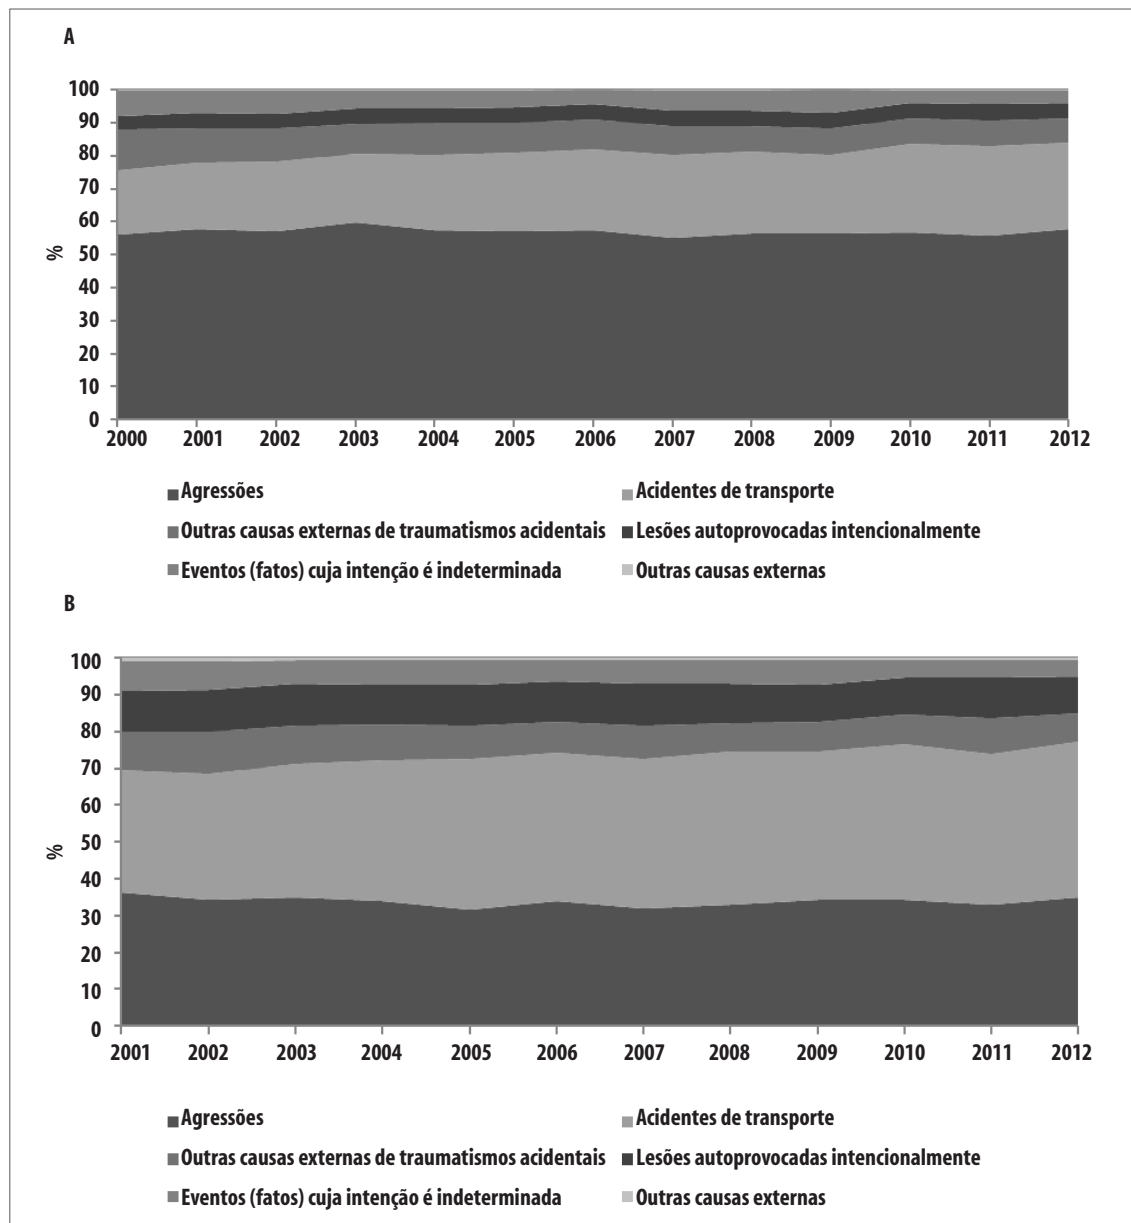 A
100
90
80
70
60
50
40
30
20
10
0
%
2000 2001 2002 2003 2004 2005 2006 2007 2008 2009 2010 2011 2012
Agressões Acidentes de transporte
Outras causas externas de traumatismos acidentais Lesões autoprovocadas intencionalmente
Eventos (fatos) cuja intenção é indeterminada Outras causas externas
B
100
90
80
70
60
50
40
30
20
10
0
%
2001 2002 2003 2004 2005 2006 2007 2008 2009 2010 2011 2012
Agressões Acidentes de transporte
Outras causas externas de traumatismos acidentais Lesões autoprovocadas intencionalmente
Eventos (fatos) cuja intenção é indeterminada Outras causas externas